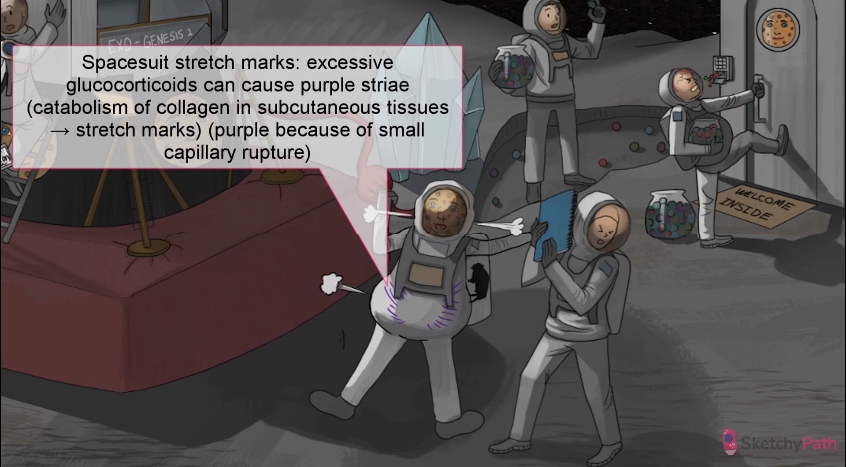 EXO-GENESIS 1
Spacesuit stretch marks: excessive
glucocorticoids can cause purple striae
(catabolism of collagen in subcutaneous tissues
→ stretch marks) (purple because of small
capillary rupture)
WELCOME
INSIDE
SketchyPath